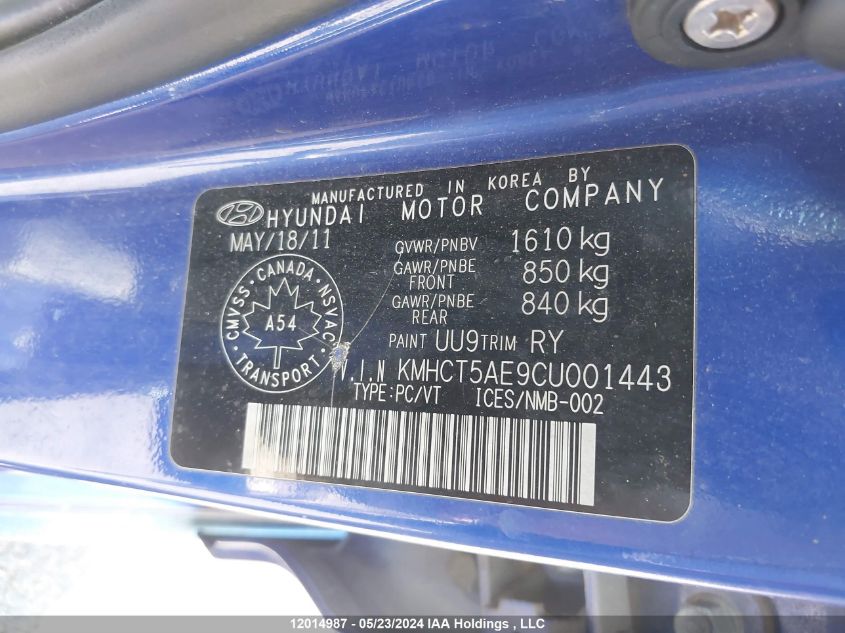 MANUFACTURED IN KOREA BY
HYUNDAI MOTOR COMPANY
MAY/18/11 GVWR/PNBV 1610 kg
GAWR/PNBE FRONT 850 kg
GAWR/PNBE REAR 840 kg
CANADA
CMVSS NSVAC
A54
TRANSPORT
PAINT UU9 TRIM RY
V.I.N KMHCT5AE9CU001443
TYPE:PC/VT ICES/NMB-002
12014987 - 05/23/2024 IAA Holdings, LLC